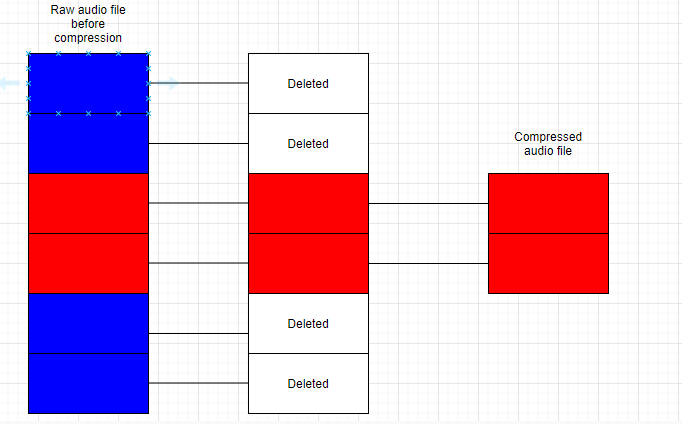 Raw audio file
before
compression
Deleted
Deleted
Compressed
audio file
Deleted
Deleted